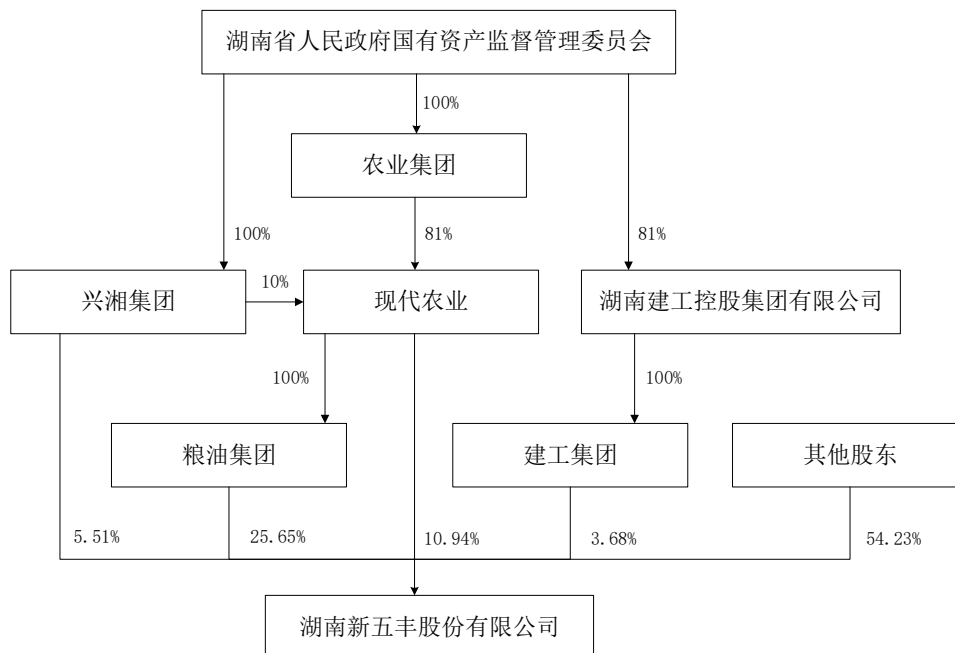 湖南省人民政府国有资产监督管理委员会
100%
农业集团
100%
81%
81%
兴湘集团
10%
现代农业
湖南建工控股集团有限公司
100%
100%
粮油集团
建工集团
其他股东
5.51%
25.65%
10.94%
3.68%
54.23%
湖南新五丰股份有限公司